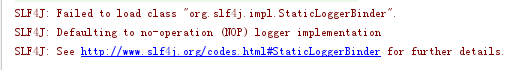 SLF4J: Failed to load class "org.slf4j.impl.StaticLoggerBinder".
SLF4J: Defaulting to no-operation (NOP) logger implementation
SLF4J: See http://www.slf4j.org/codes.html#StaticLoggerBinder for further details.